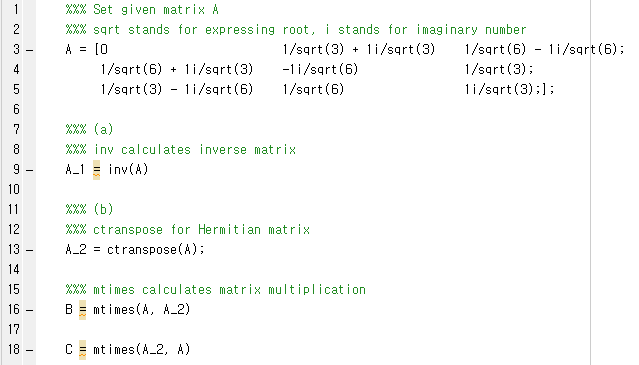 1 %%% Set given matrix A
2 %%% sqrt stands for expressing root, i stands for imaginary number
3 – A = [0 1/sqrt(3) + 1i/sqrt(3) 1/sqrt(6) - 1i/sqrt(6);
4 1/sqrt(6) + 1i/sqrt(3) -1i/sqrt(6) 1/sqrt(3);
5 1/sqrt(3) - 1i/sqrt(6) 1/sqrt(6) 1i/sqrt(3);];
6
7 %%% (a)
8 %%% inv calculates inverse matrix
9 – A_1 = inv(A)
10
11 %%% (b)
12 %%% ctranspose for Hermitian matrix
13 – A_2 = ctranspose(A);
14
15 %%% mtimes calculates matrix multiplication
16 – B = mtimes(A, A_2)
17
18 – C = mtimes(A_2, A)